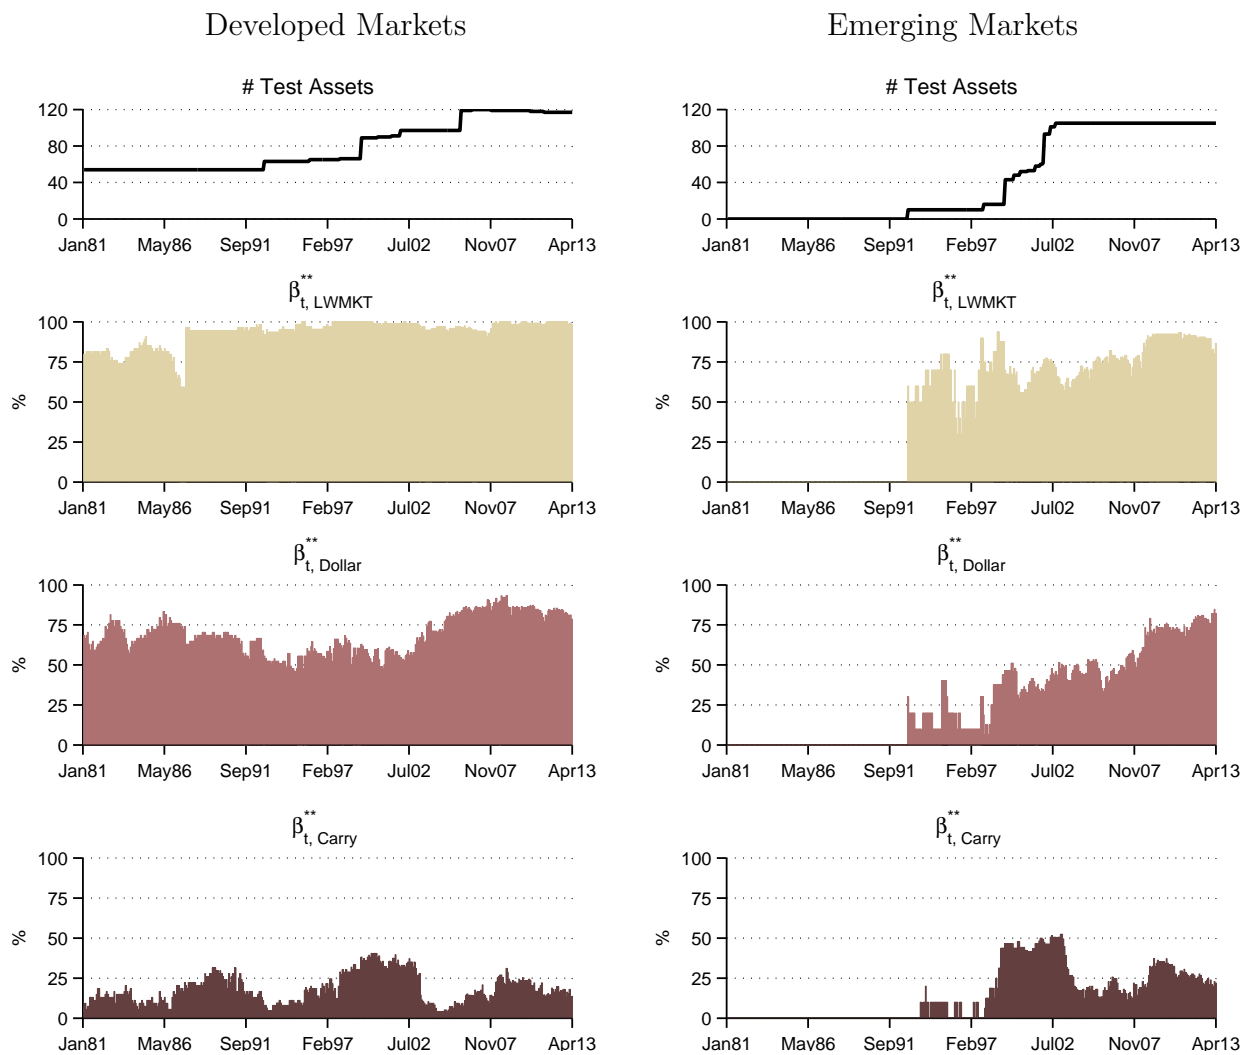 Developed Markets
Emerging Markets
# Test Assets
120
80
40
0
Jan81 May86 Sep91 Feb97 Jul02 Nov07 Apr13
# Test Assets
120
80
40
0
Jan81 May86 Sep91 Feb97 Jul02 Nov07 Apr13
β** t, LWMKT
100
75
50
25
0
%
Jan81 May86 Sep91 Feb97 Jul02 Nov07 Apr13
β** t, LWMKT
100
75
50
25
0
%
Jan81 May86 Sep91 Feb97 Jul02 Nov07 Apr13
β** t, Dollar
100
75
50
25
0
%
Jan81 May86 Sep91 Feb97 Jul02 Nov07 Apr13
β** t, Dollar
100
75
50
25
0
%
Jan81 May86 Sep91 Feb97 Jul02 Nov07 Apr13
β** t, Carry
100
75
50
25
0
%
Jan81 May86 Sep91 Feb97 Jul02 Nov07 Apr13
β** t, Carry
100
75
50
25
0
%
Jan81 May86 Sep91 Feb97 Jul02 Nov07 Apr13